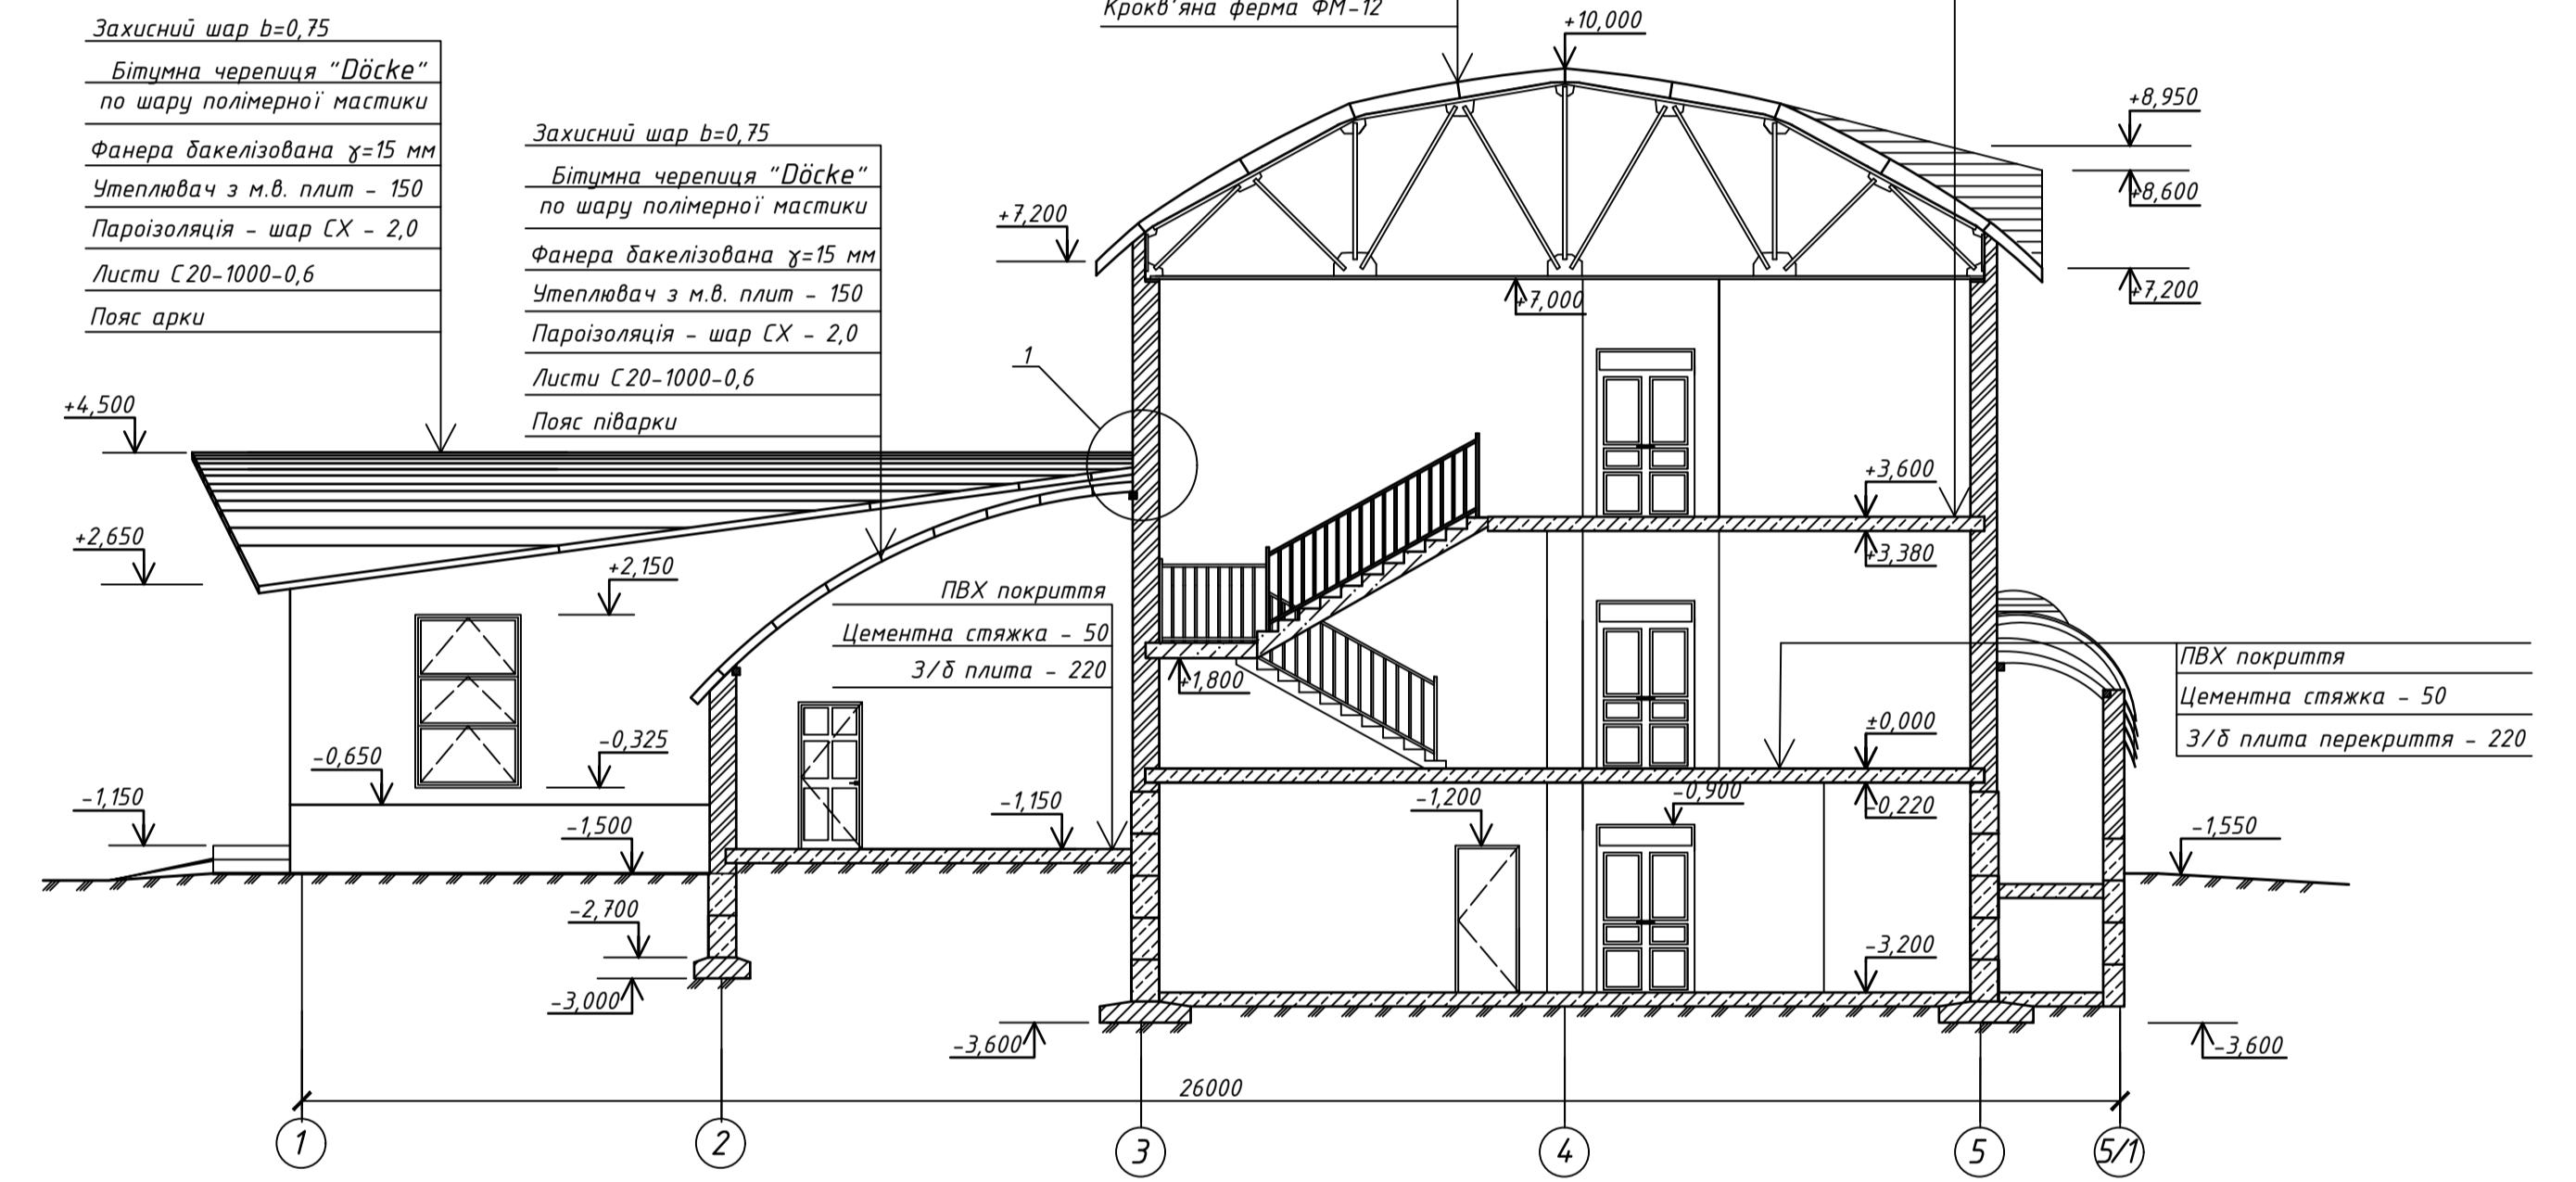 Крокв'яна ферма ФМ-12
+10,000
Захисний шар b=0,75
Бітумна черепиця "Döcke"
по шару полімерної мастики
Фанера бакелізована γ=15 мм
Утеплювач з м.в. плит - 150
Пароізоляція - шар СХ - 2,0
Листи С20-1000-0,6
Пояс арки
Захисний шар b=0,75
Бітумна черепиця "Döcke"
по шару полімерної мастики
Фанера бакелізована γ=15 мм
Утеплювач з м.в. плит - 150
Пароізоляція - шар СХ - 2,0
Листи С20-1000-0,6
Пояс піварки
+8,950
+8,600
+7,200
+7,200
+7,000
1
+4,500
+2,650
+2,150
+3,600
+3,380
ПВХ покриття
Цементна стяжка - 50
З/б плита - 220
+1,800
ПВХ покриття
Цементна стяжка - 50
З/б плита перекриття - 220
±0,000
-0,220
-0,325
-0,650
-1,150
-1,500
-1,150
-1,200
-0,900
-1,550
-2,700
-3,000
-3,200
-3,600
-3,600
26000
1
2
3
4
5
5/1